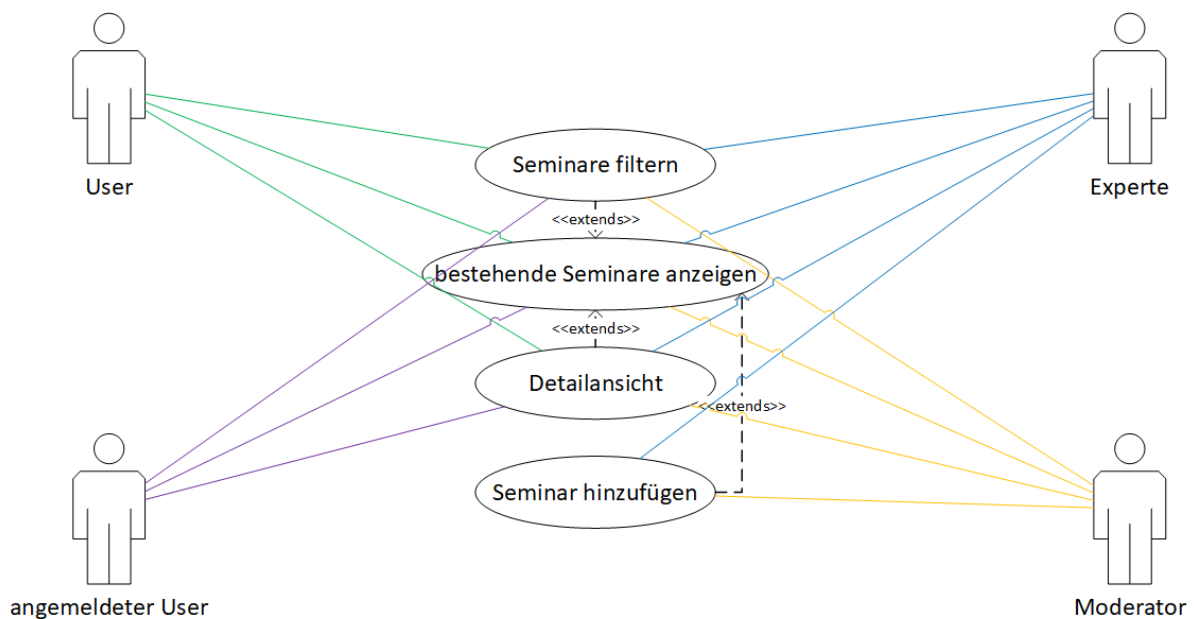 User
Experte
Seminare filtern
<<extends>>
bestehende Seminare anzeigen
<<extends>>
Detailansicht
<<extends>>
Seminar hinzufügen
angemeldeter User
Moderator